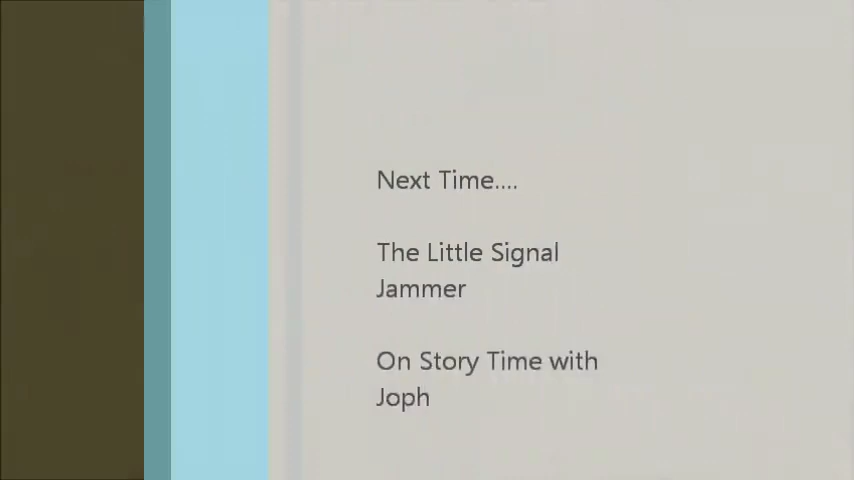 Next Time....
The Little Signal
Jammer
On Story Time with
Joph